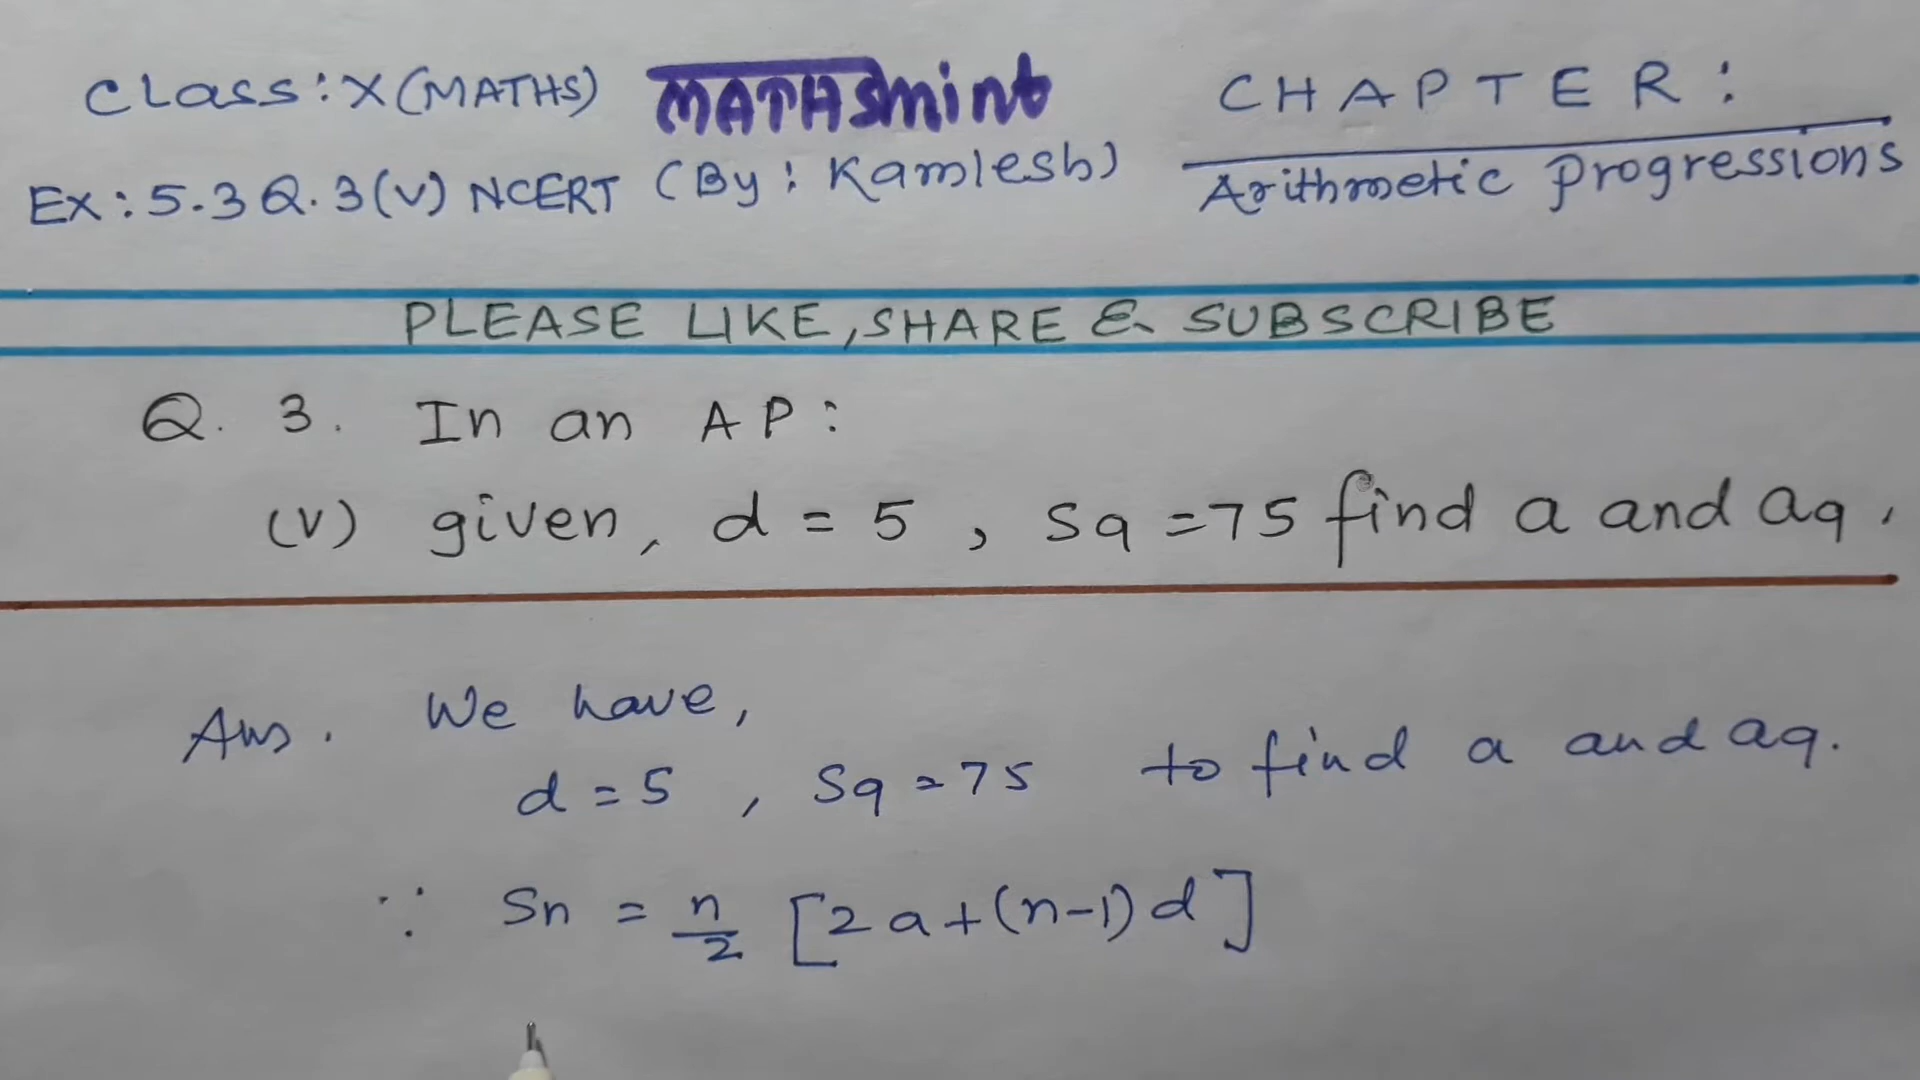 Class: X (MATHS) MATHSmint CHAPTER:
Ex: 5.3 Q. 3 (V) NCERT (By: Kamlesh) Arithmetic Progressions
PLEASE LIKE, SHARE & SUBSCRIBE
Q. 3. In an AP:
(V) given, d = 5, S9 = 75 find a and a9.
Ans. We have,
d = 5, S9 = 75 to find a and a9.
∵ Sn = n/2 [2a+(n-1)d]